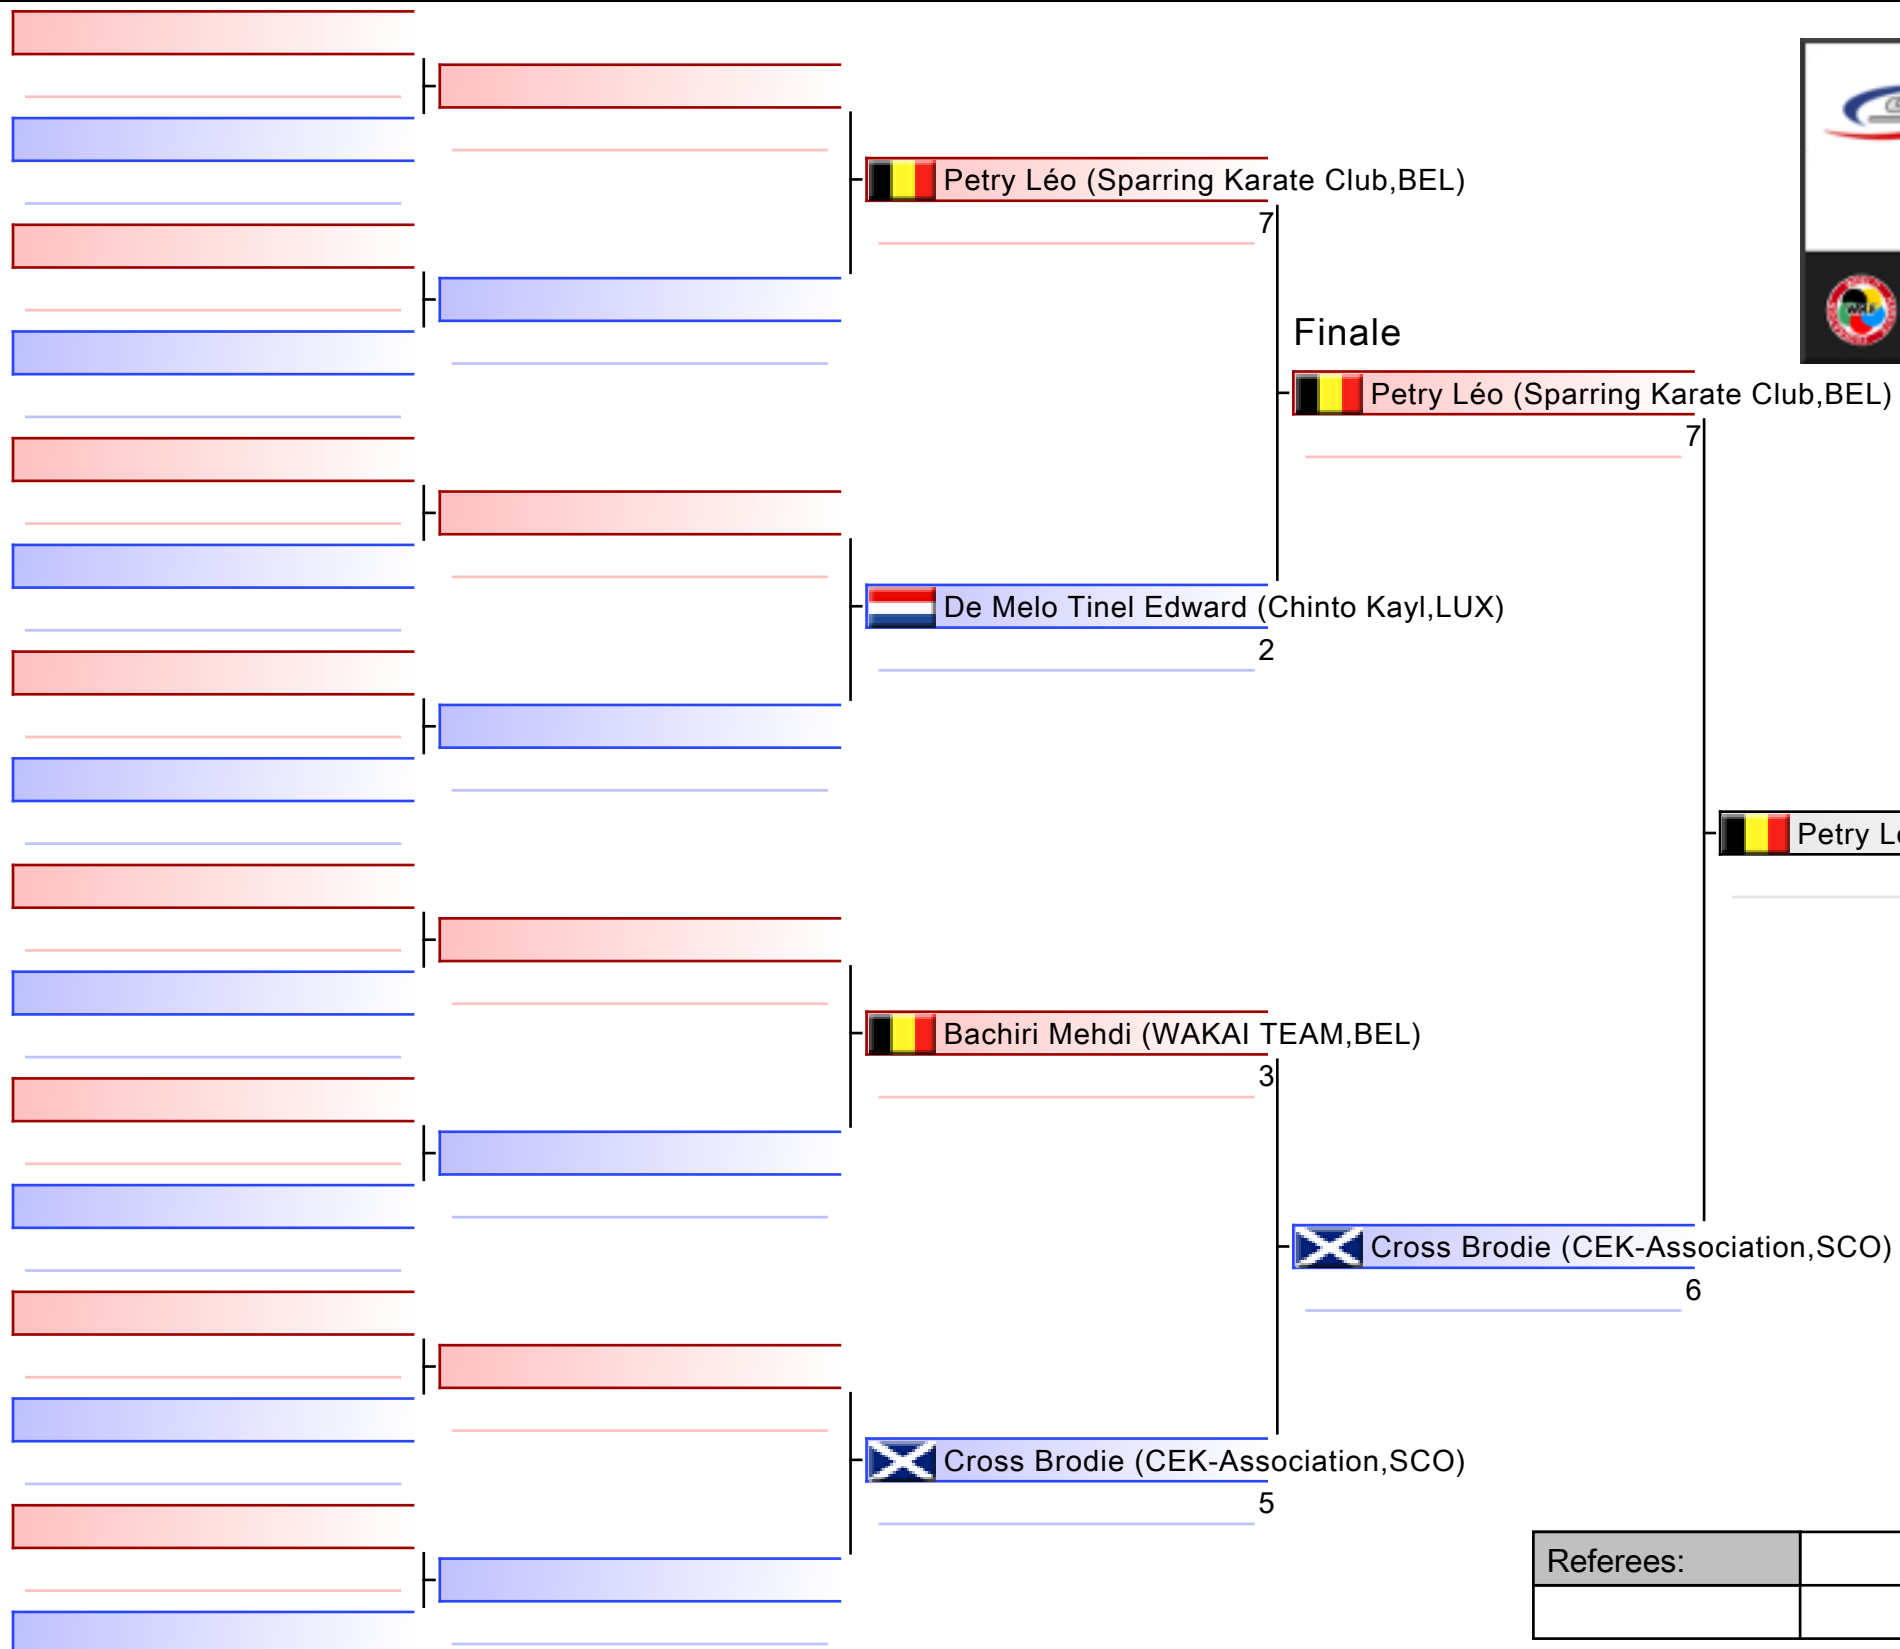 Petry Léo (Sparring Karate Club,BEL)
7
Finale
Petry Léo (Sparring Karate Club,BEL)
7
De Melo Tinel Edward (Chinto Kayl,LUX)
2
Petry
Bachiri Mehdi (WAKAI TEAM,BEL)
3
Cross Brodie (CEK-Association,SCO)
6
Cross Brodie (CEK-Association,SCO)
5
Referees: